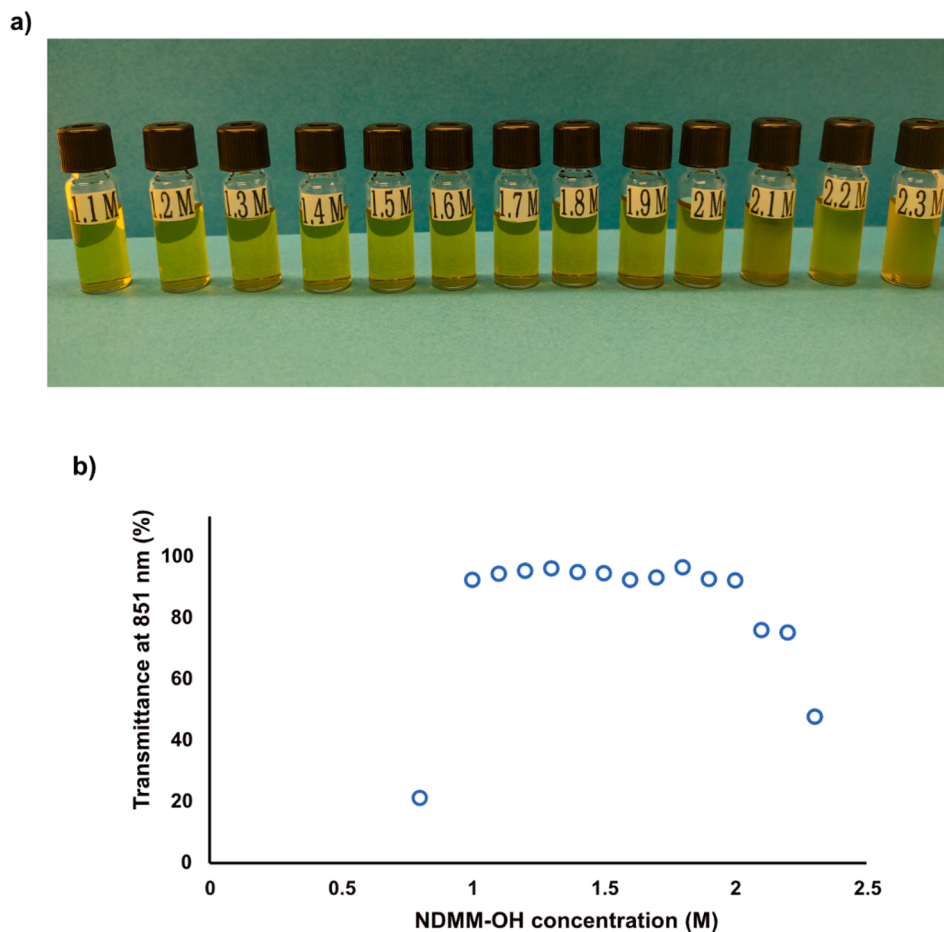 a)
1.1 M 1.2 M 1.3 M 1.4 M 1.5 M 1.6 M 1.7 M 1.8 M 1.9 M 2 M 2.1 M 2.2 M 2.3 M
b)
Transmittance at 851 nm (%)
100
80
60
40
20
0
0 0.5 1 1.5 2 2.5
NDMM-OH concentration (M)